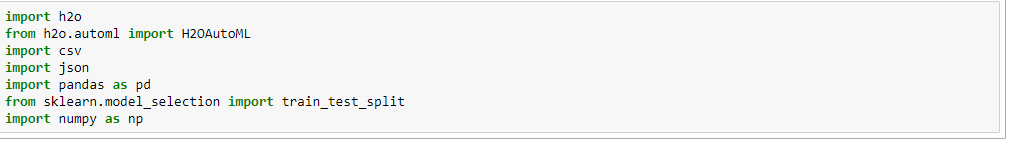 import h2o
from h2o.automl import H2OAutoML
import csv
import json
import pandas as pd
from sklearn.model_selection import train_test_split
import numpy as np